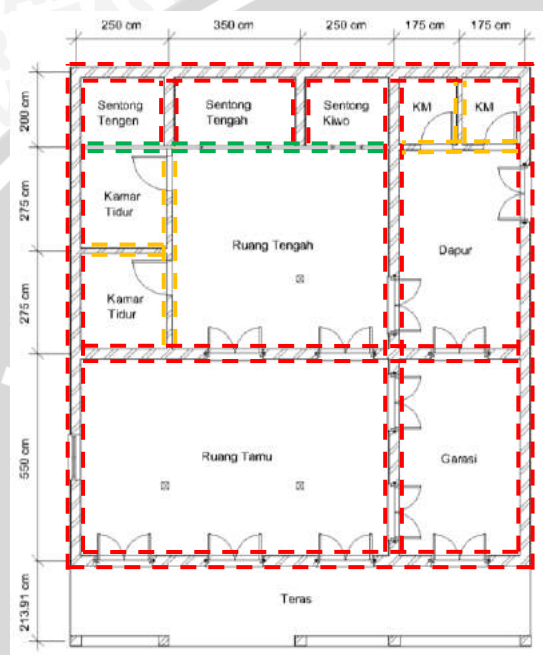 250 cm
350 cm
250 cm
175 cm
175 cm
200 cm
275 cm
275 cm
550 cm
213.91 cm
Sentong
Tengen
Sentong
Tengah
Sentong
Kiwo
KM
KM
Kamar
Tidur
Ruang Tengah
Dapur
Kamar
Tidur
Ruang Tamu
Garasi
Teras